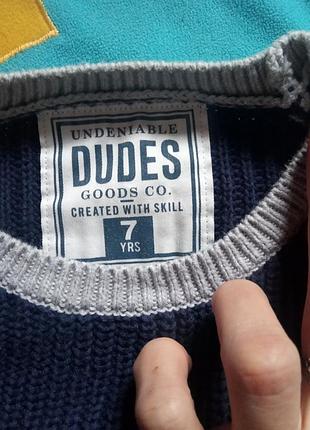 UNDENIABLE
DUDES
GOODS CO.
CREATED WITH SKILL
7
YRS